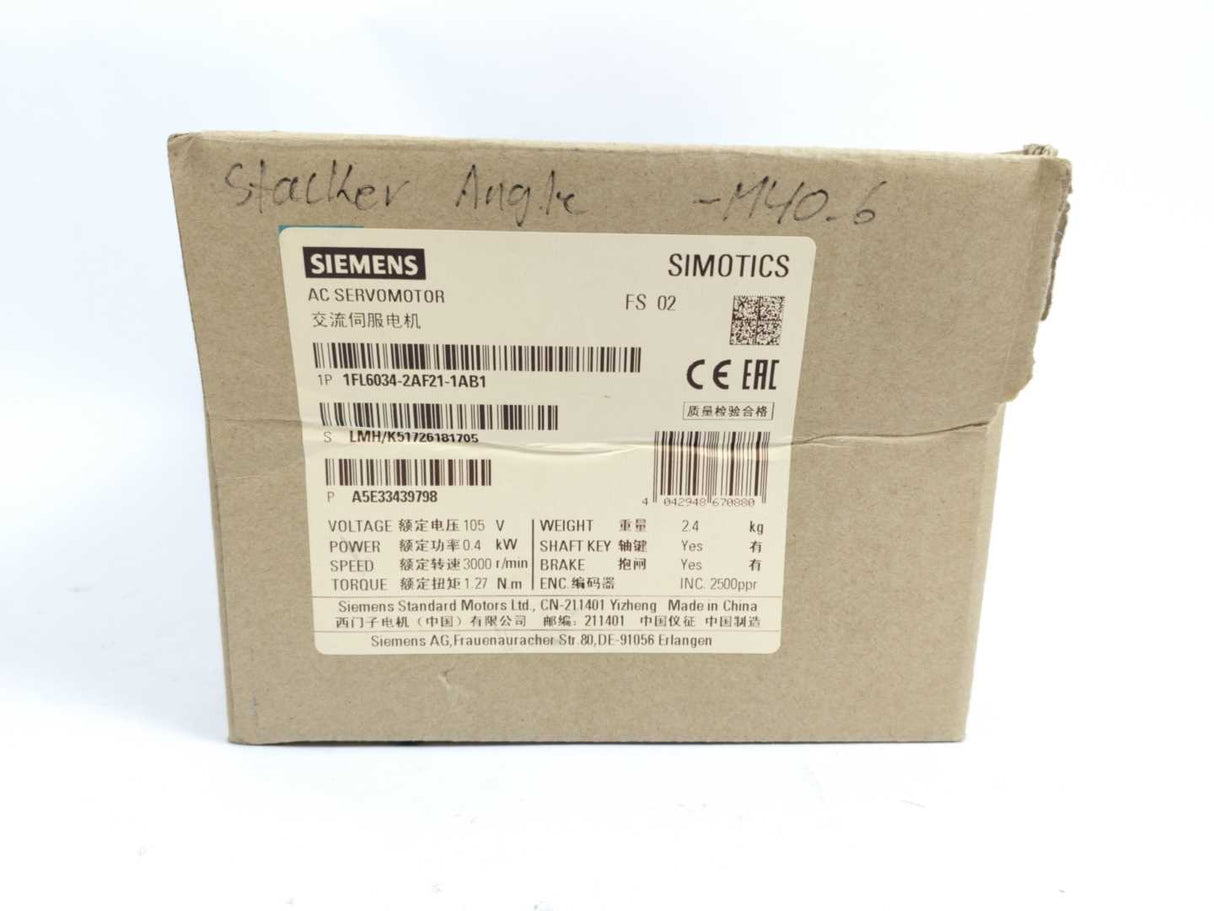 Stacker Angle -M40-6
SIEMENS SIMOTICS
AC SERVOMOTOR FS 02
交流伺服电机
1P 1FL6034-2AF21-1AB1
CE EAC
质量检验合格
S LMH/K51726181705
P A5E33439798
4 042948 670880
VOLTAGE 额定电压 105 V WEIGHT 重量 2.4 kg
POWER 额定功率 0.4 kW SHAFT KEY 轴键 Yes 有
SPEED 额定转速 3000 r/min BRAKE 抱闸 Yes 有
TORQUE 额定扭矩 1.27 N.m ENC.编码器 INC. 2500ppr
Siemens Standard Motors Ltd., CN-211401 Yizheng Made in China
西门子电机（中国）有限公司 邮编：211401 中国仪征 中国制造
Siemens AG,Frauenauracher Str.80,DE-91056 Erlangen